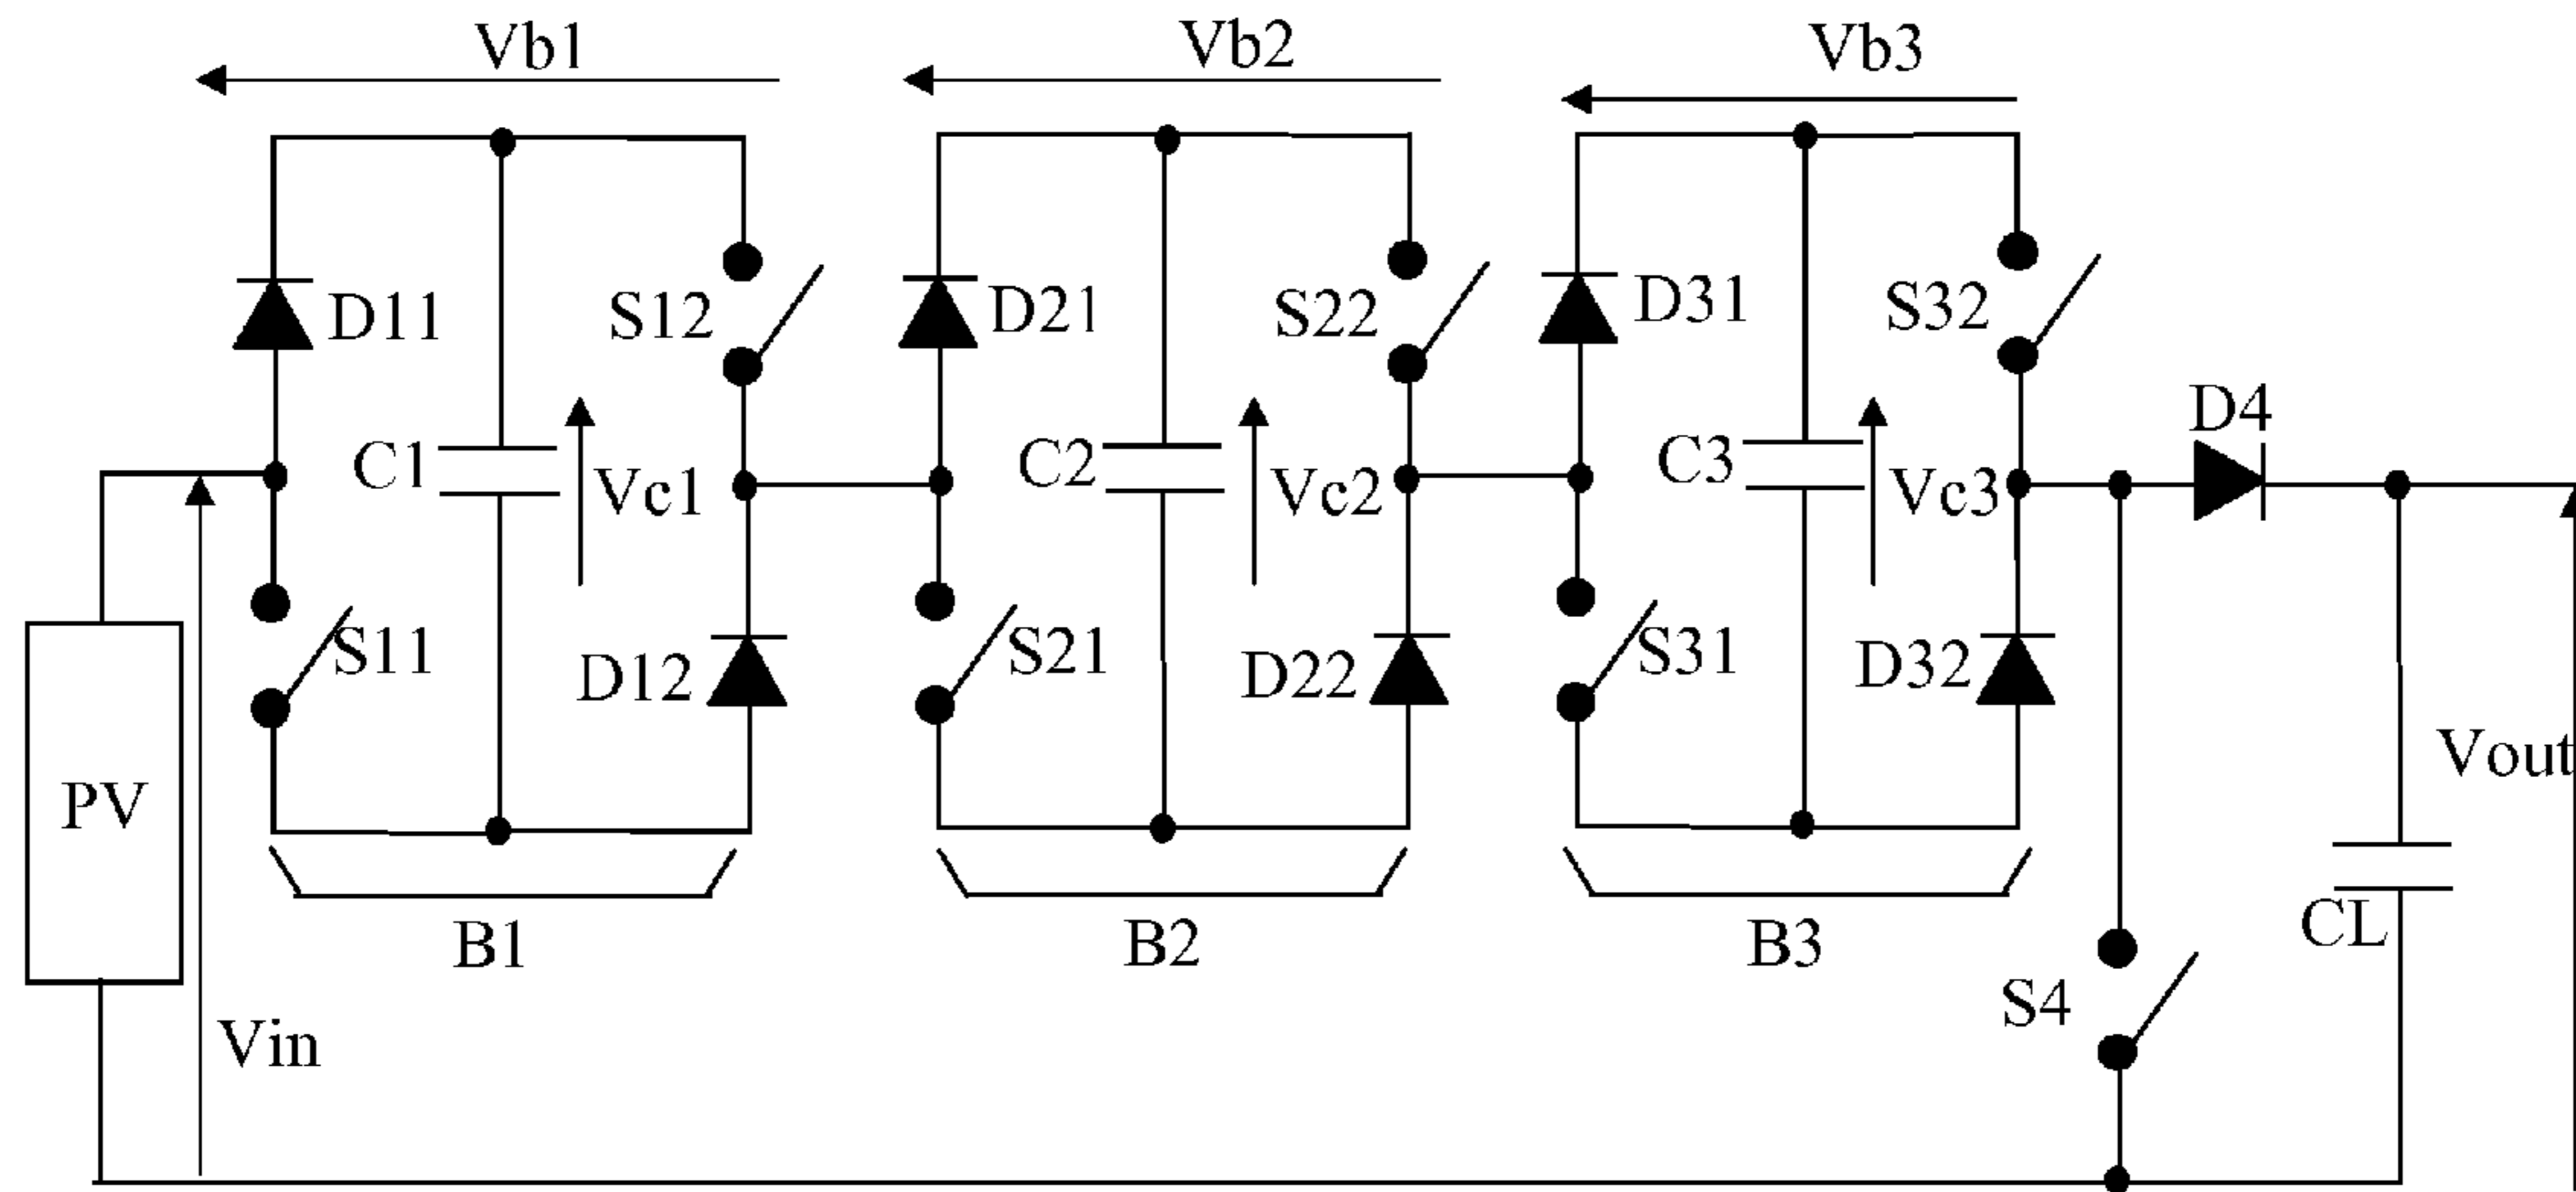 Vb1
Vb2
Vb3
D11
S12
D21
S22
D31
S32
D4
C1
Vc1
C2
Vc2
C3
Vc3
S11
D12
S21
D22
S31
D32
PV
Vout
B1
B2
B3
CL
Vin
S4